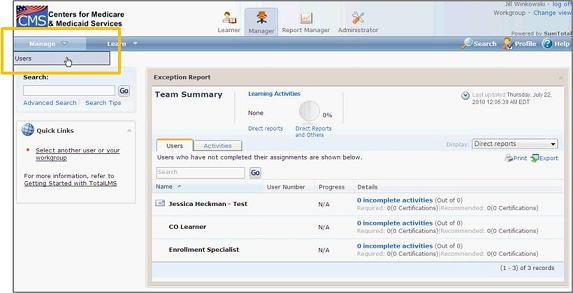 Jill Winkowski - log off
Workgroup - Change view
CMS Centers for Medicare & Medicaid Services
Learner Manager Report Manager Administrator
Powered by SumTotal
Manage Learn Search Profile Help
Users
Search:
Go
Advanced Search Search Tips
Quick Links
Select another user or your workgroup
For more information, refer to
Getting Started with TotalLMS
Exception Report
Team Summary
Learning Activities
None 0%
Direct reports Direct Reports and Others
Last updated Thursday, July 22, 2010 12:05:39 AM EDT
Users Activities
Display: Direct reports
Users who have not completed their assignments are shown below.
Print Export
Search Go
Name User Number Progress Details
Jessica Heckman - Test N/A 0 incomplete activities (Out of 0)
Required: 0(0 Certifications)|Recommended: 0(0 Certifications)
CO Learner N/A 0 incomplete activities (Out of 0)
Required: 0(0 Certifications)|Recommended: 0(0 Certifications)
Enrollment Specialist N/A 0 incomplete activities (Out of 0)
Required: 0(0 Certifications)|Recommended: 0(0 Certifications)
(1 - 3) of 3 records